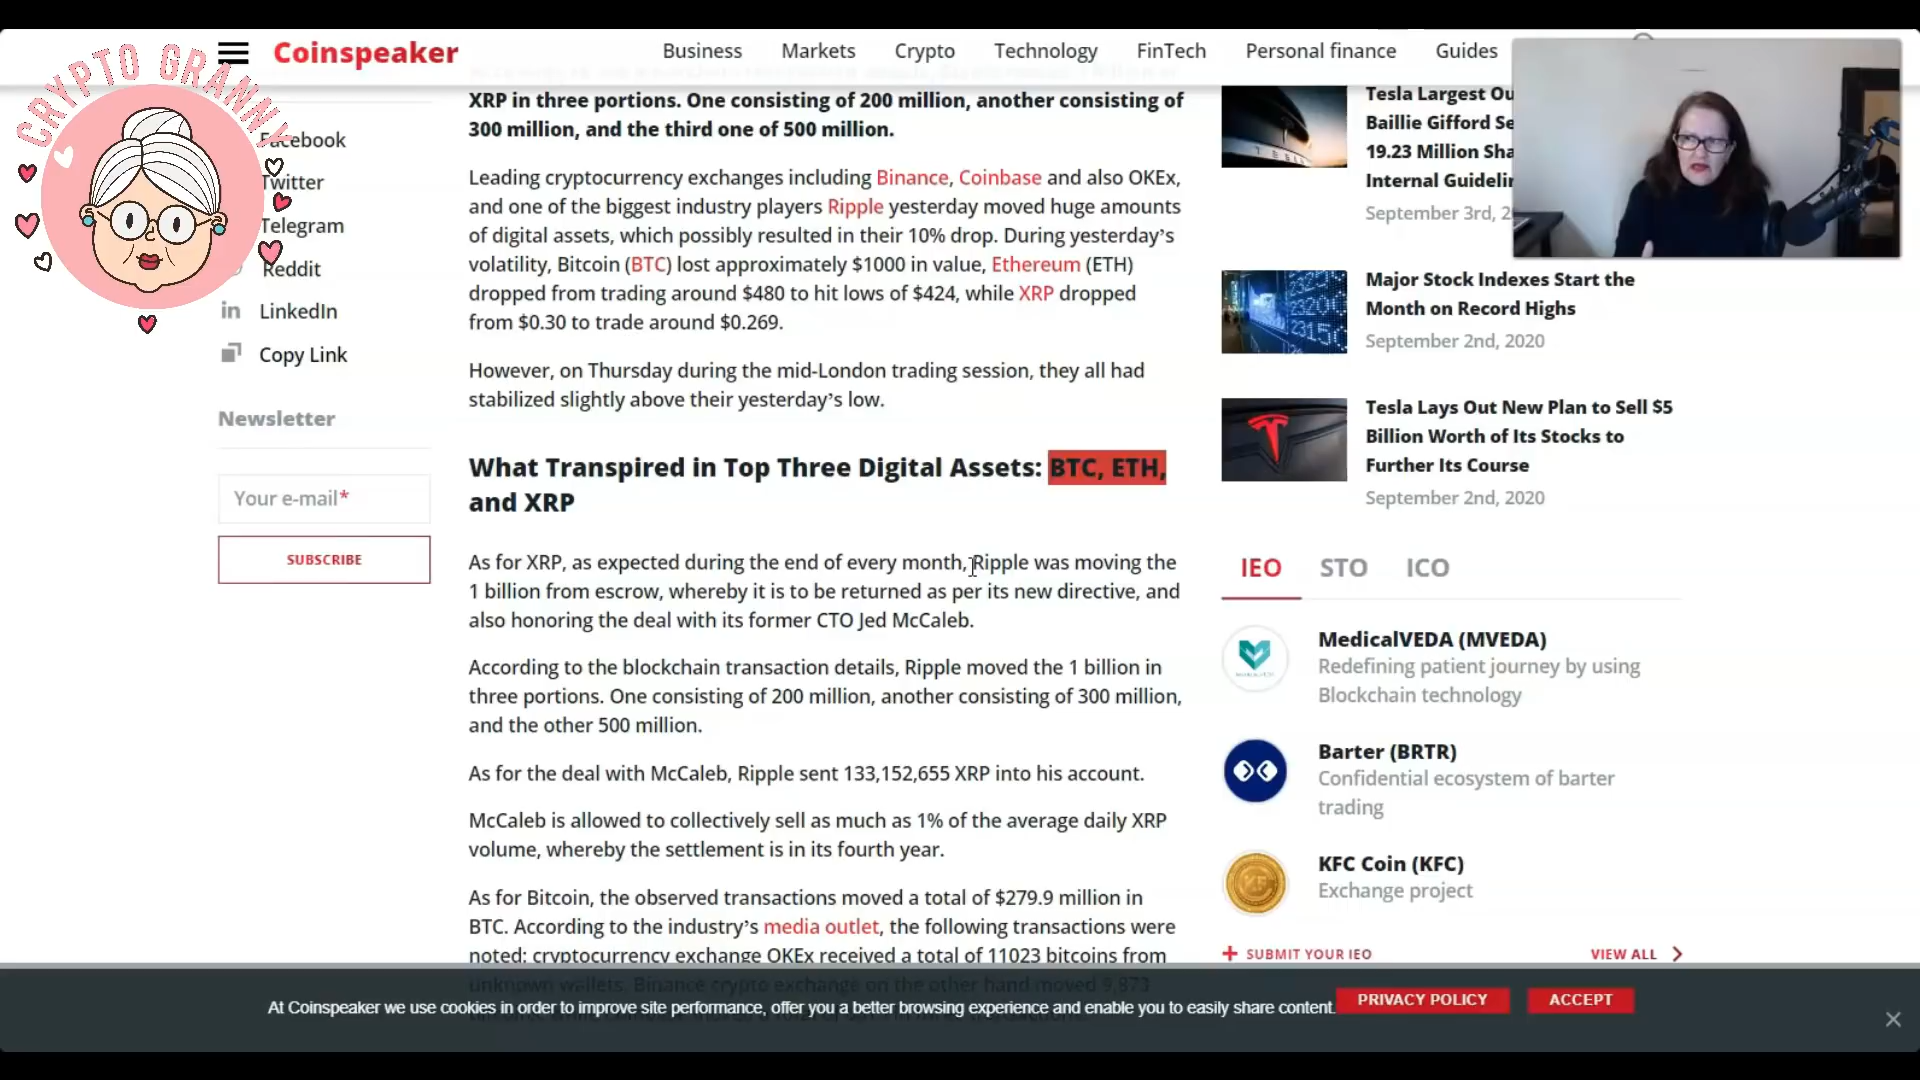 CRYPTO GRANNY
Coinspeaker
Business Markets Crypto Technology FinTech Personal finance Guides
Facebook
Twitter
Telegram
Reddit
LinkedIn
Copy Link
Newsletter
Your e-mail*
SUBSCRIBE
XRP in three portions. One consisting of 200 million, another consisting of
300 million, and the third one of 500 million.
Leading cryptocurrency exchanges including Binance, Coinbase and also OKEx,
and one of the biggest industry players Ripple yesterday moved huge amounts
of digital assets, which possibly resulted in their 10% drop. During yesterday's
volatility, Bitcoin (BTC) lost approximately $1000 in value, Ethereum (ETH)
dropped from trading around $480 to hit lows of $424, while XRP dropped
from $0.30 to trade around $0.269.
However, on Thursday during the mid-London trading session, they all had
stabilized slightly above their yesterday's low.
What Transpired in Top Three Digital Assets: BTC, ETH,
and XRP
As for XRP, as expected during the end of every month, Ripple was moving the
1 billion from escrow, whereby it is to be returned as per its new directive, and
also honoring the deal with its former CTO Jed McCaleb.
According to the blockchain transaction details, Ripple moved the 1 billion in
three portions. One consisting of 200 million, another consisting of 300 million,
and the other 500 million.
As for the deal with McCaleb, Ripple sent 133,152,655 XRP into his account.
McCaleb is allowed to collectively sell as much as 1% of the average daily XRP
volume, whereby the settlement is in its fourth year.
As for Bitcoin, the observed transactions moved a total of $279.9 million in
BTC. According to the industry's media outlet, the following transactions were
noted: cryptocurrency exchange OKEx received a total of 11023 bitcoins from
unknown wallets. Binance crypto exchange on the other hand moved 9,873
Tesla Largest Ou
Baillie Gifford Se
19.23 Million Sha
Internal Guidelin
September 3rd, 2
Major Stock Indexes Start the
Month on Record Highs
September 2nd, 2020
Tesla Lays Out New Plan to Sell $5
Billion Worth of Its Stocks to
Further Its Course
September 2nd, 2020
IEO STO ICO
MedicalVEDA (MVEDA)
Redefining patient journey by using
Blockchain technology
Barter (BRTR)
Confidential ecosystem of barter
trading
KFC Coin (KFC)
Exchange project
+ SUBMIT YOUR IEO VIEW ALL
At Coinspeaker we use cookies in order to improve site performance, offer you a better browsing experience and enable you to easily share content.
PRIVACY POLICY ACCEPT